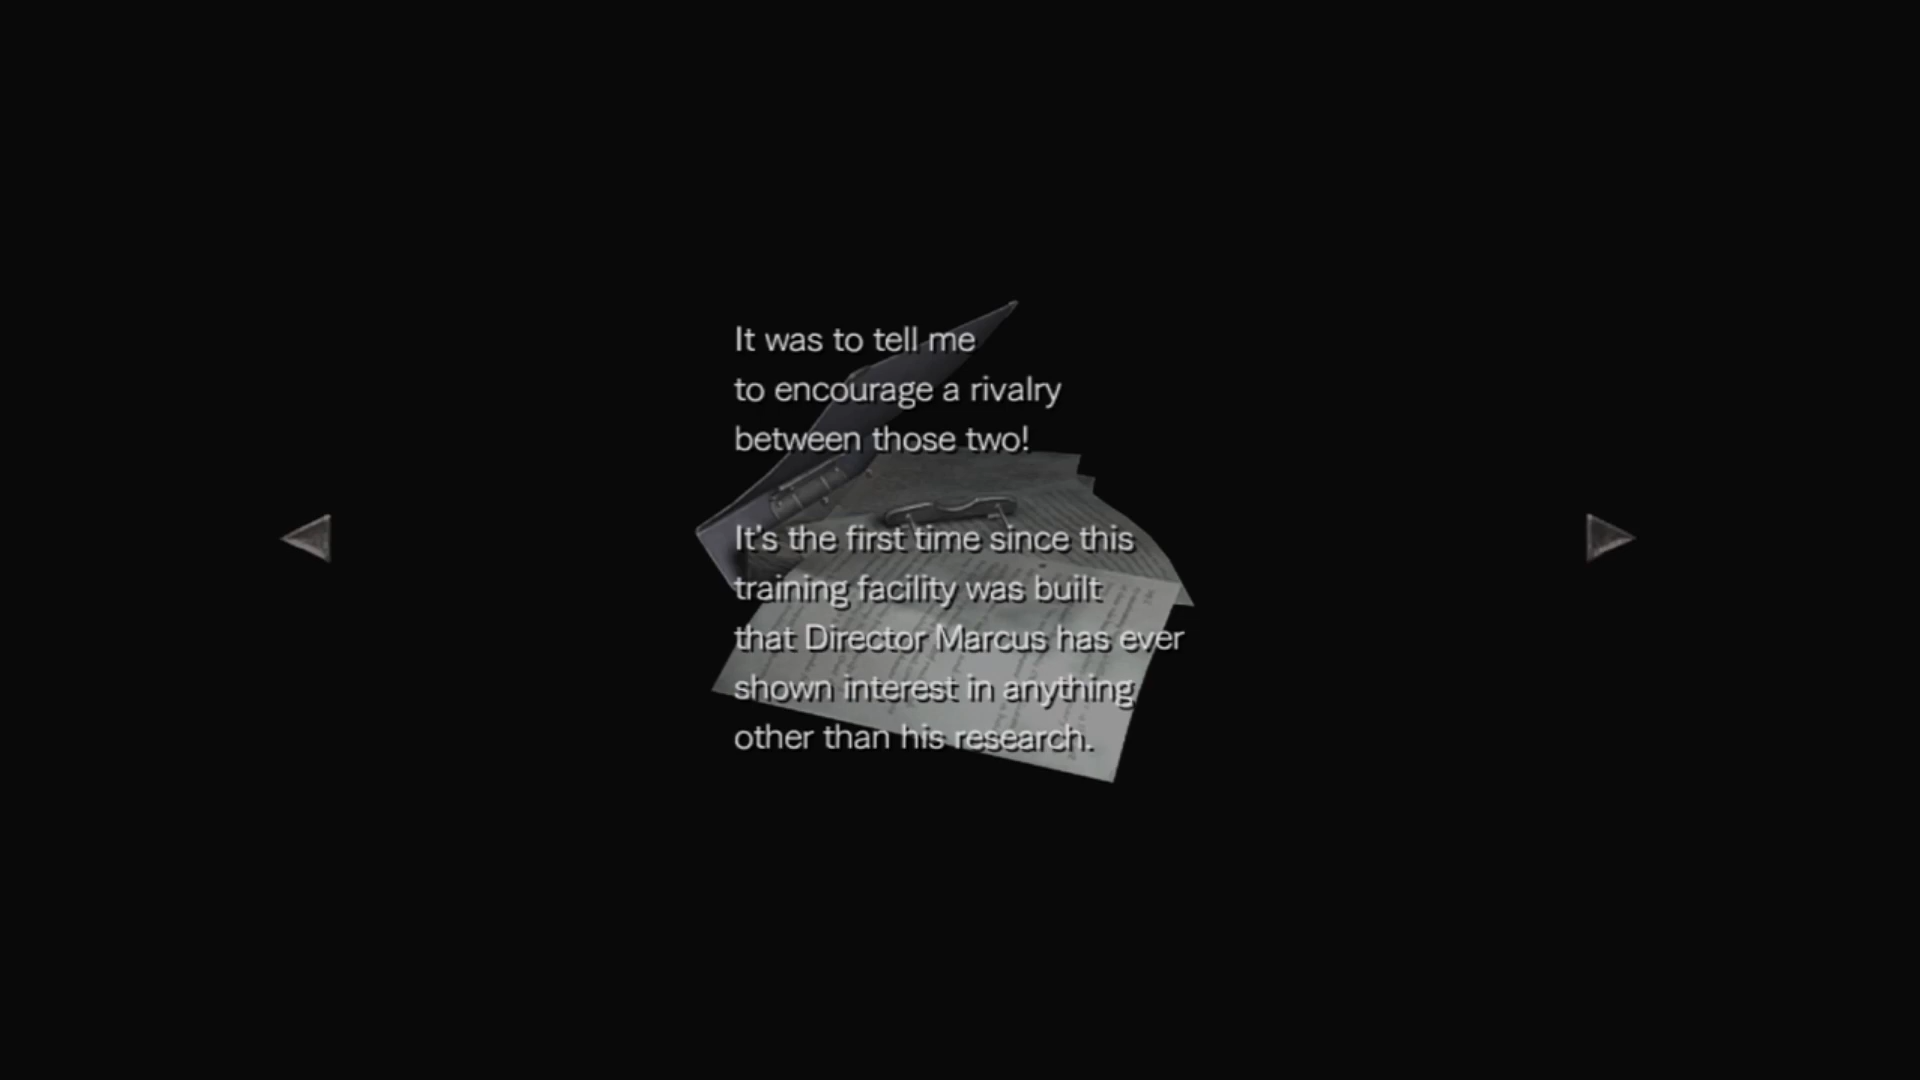 It was to tell me
to encourage a rivalry
between those two!
It's the first time since this
training facility was built
that Director Marcus has ever
shown interest in anything
other than his research.